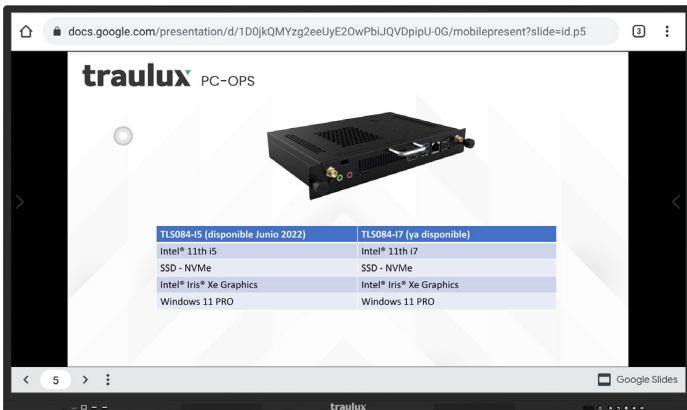 docs.google.com/presentation/d/1D0jkQMYzg2eeUyE2OwPbiJQVDpipU-0G/mobilepresent?slide=id.p5
3
traulux PC-OPS
TLS084-I5 (disponible Junio 2022) TLS084-I7 (ya disponible)
Intel® 11th i5 Intel® 11th i7
SSD - NVMe SSD - NVMe
Intel® Iris® Xe Graphics Intel® Iris® Xe Graphics
Windows 11 PRO Windows 11 PRO
5
Google Slides
traulux